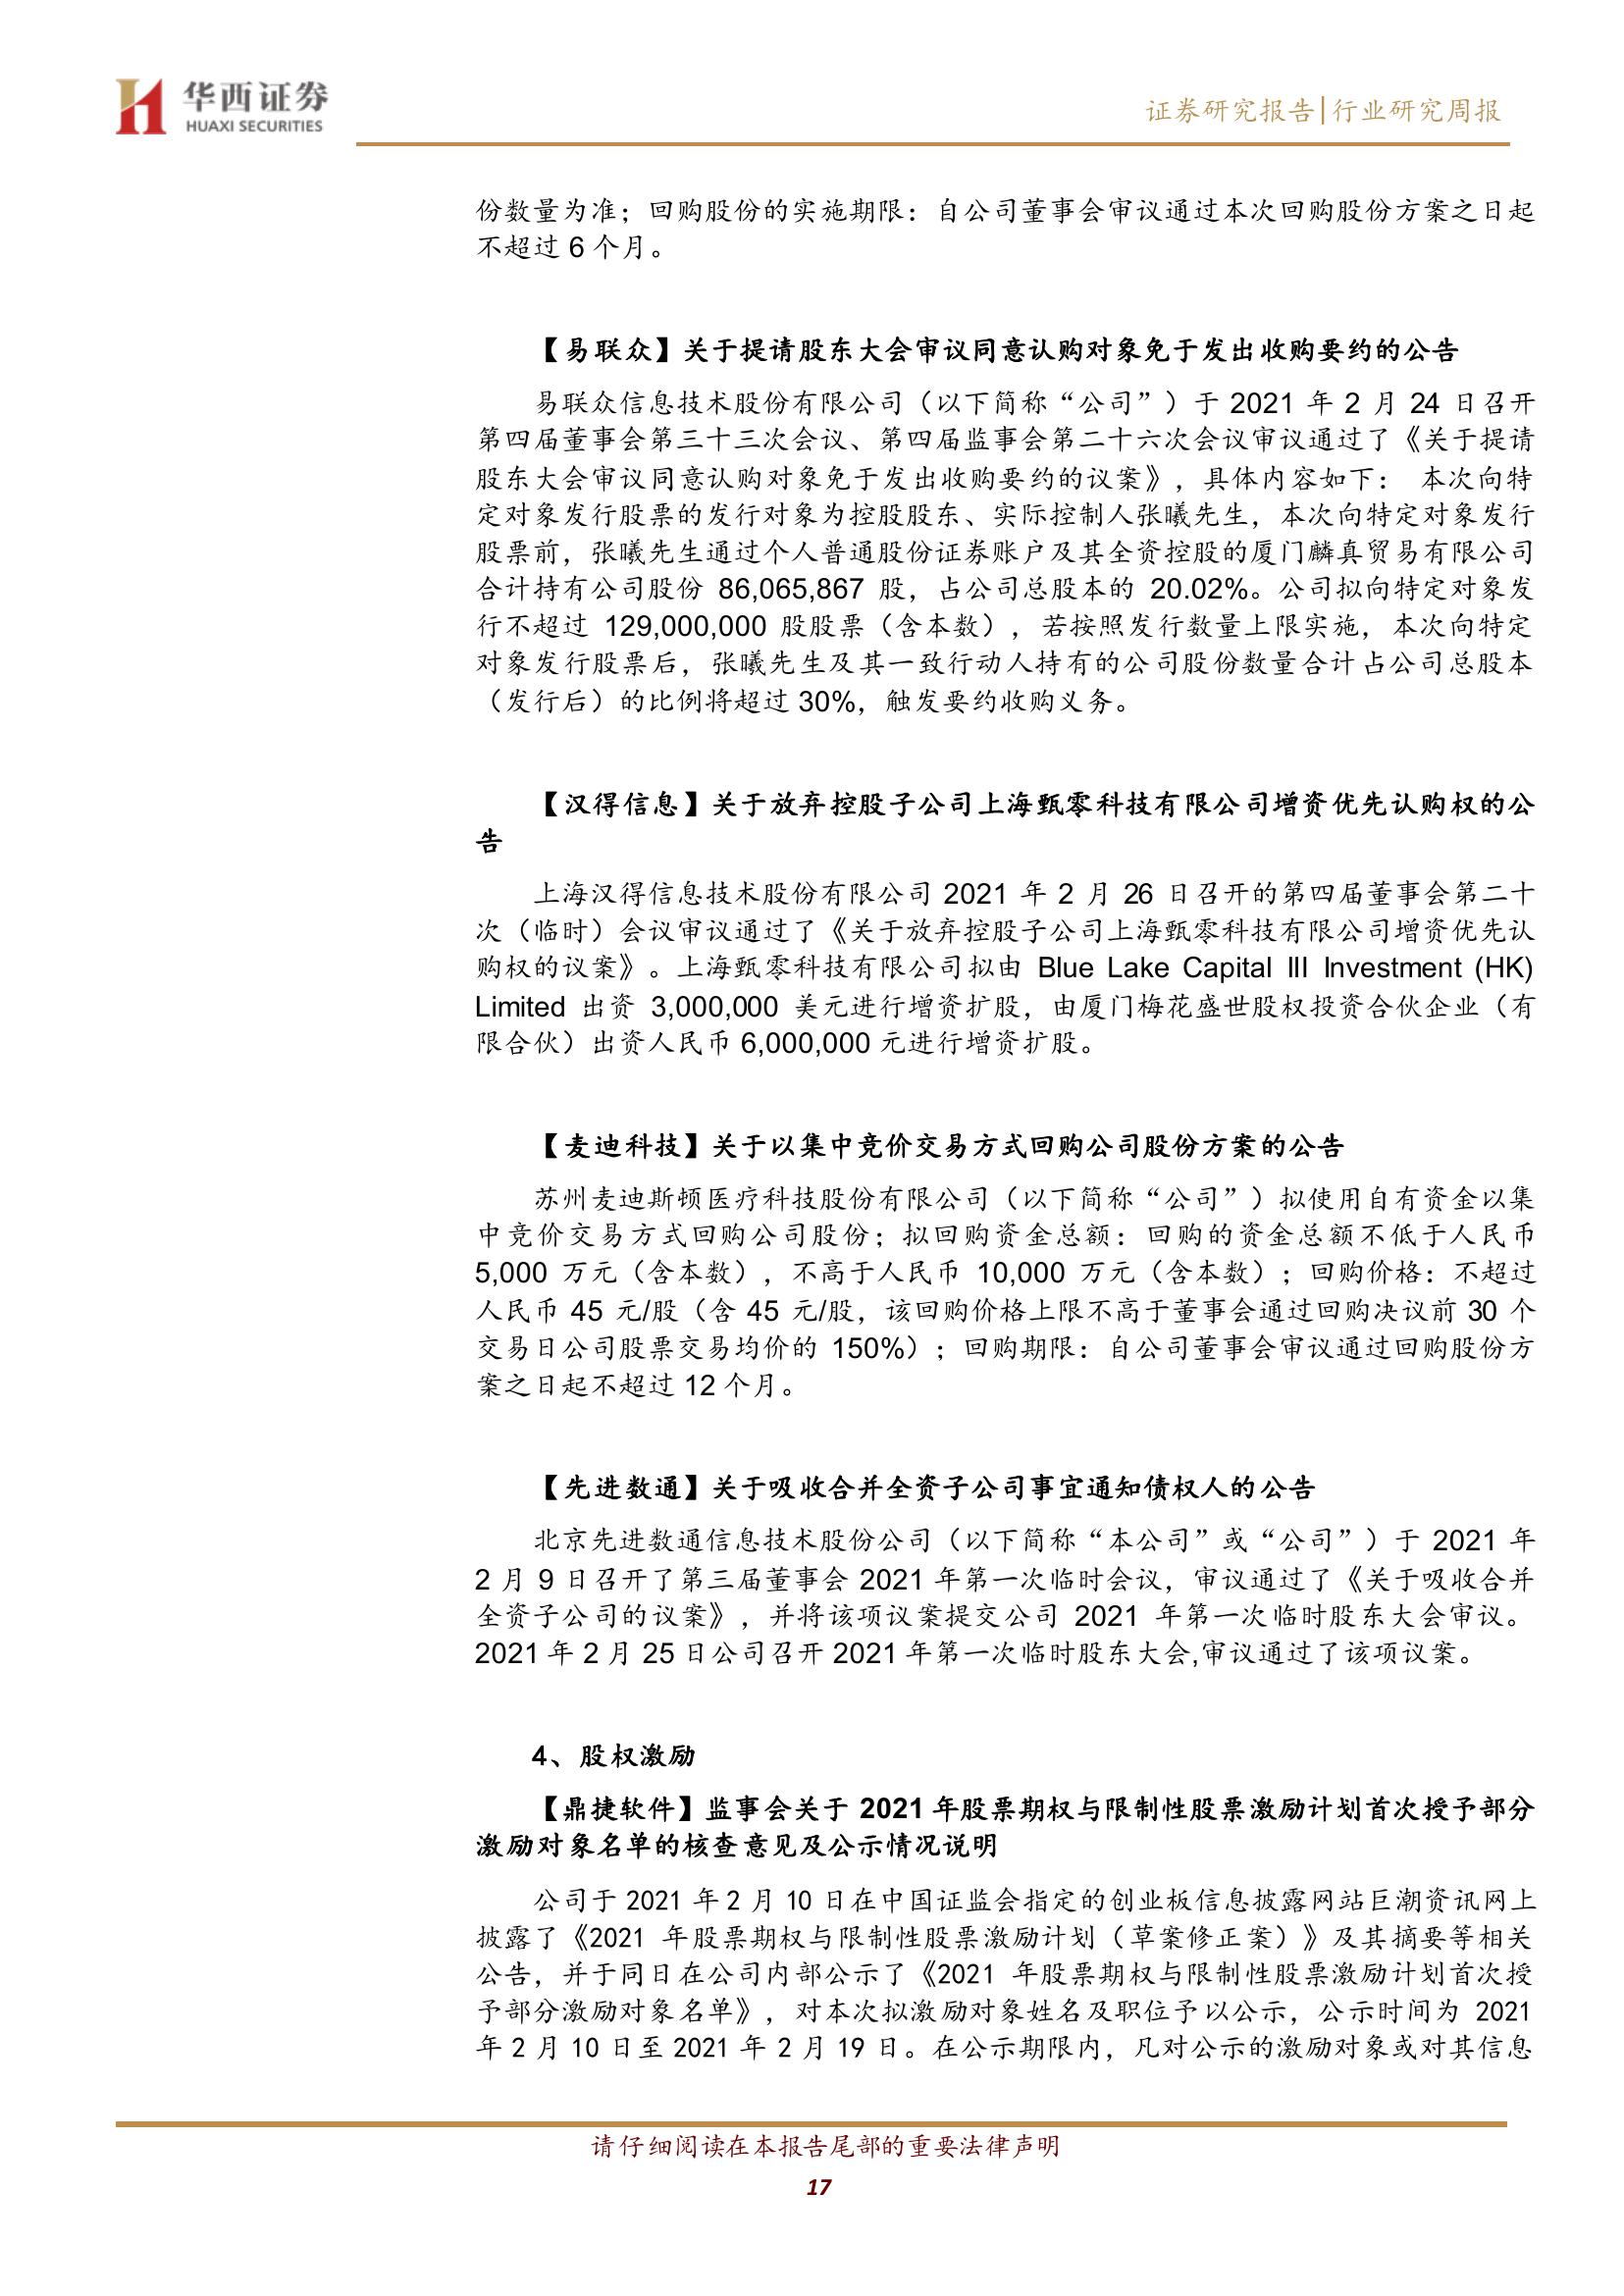 华西证券
HUAXI SECURITIES
证券研究报告|行业研究周报
份数量为准；回购股份的实施期限：自公司董事会审议通过本次回购股份方案之日起
不超过 6 个月。
【易联众】关于提请股东大会审议同意认购对象免于发出收购要约的公告
易联众信息技术股份有限公司（以下简称“公司”）于 2021 年 2 月 24 日召开
第四届董事会第三十三次会议、第四届监事会第二十六次会议审议通过了《关于提请
股东大会审议同意认购对象免于发出收购要约的议案》，具体内容如下： 本次向特
定对象发行股票的发行对象为控股股东、实际控制人张曦先生，本次向特定对象发行
股票前，张曦先生通过个人普通股份证券账户及其全资控股的厦门麟真贸易有限公司
合计持有公司股份 86,065,867 股，占公司总股本的 20.02%。公司拟向特定对象发
行不超过 129,000,000 股股票（含本数），若按照发行数量上限实施，本次向特定
对象发行股票后，张曦先生及其一致行动人持有的公司股份数量合计占公司总股本
（发行后）的比例将超过 30%，触发要约收购义务。
【汉得信息】关于放弃控股子公司上海甄零科技有限公司增资优先认购权的公
告
上海汉得信息技术股份有限公司 2021 年 2 月 26 日召开的第四届董事会第二十
次（临时）会议审议通过了《关于放弃控股子公司上海甄零科技有限公司增资优先认
购权的议案》。上海甄零科技有限公司拟由 Blue Lake Capital III Investment (HK)
Limited 出资 3,000,000 美元进行增资扩股，由厦门梅花盛世股权投资合伙企业（有
限合伙）出资人民币 6,000,000 元进行增资扩股。
【麦迪科技】关于以集中竞价交易方式回购公司股份方案的公告
苏州麦迪斯顿医疗科技股份有限公司（以下简称“公司”）拟使用自有资金以集
中竞价交易方式回购公司股份；拟回购资金总额：回购的资金总额不低于人民币
5,000 万元（含本数），不高于人民币 10,000 万元（含本数）；回购价格：不超过
人民币 45 元/股（含 45 元/股，该回购价格上限不高于董事会通过回购决议前 30 个
交易日公司股票交易均价的 150%）；回购期限：自公司董事会审议通过回购股份方
案之日起不超过 12 个月。
【先进数通】关于吸收合并全资子公司事宜通知债权人的公告
北京先进数通信息技术股份公司（以下简称“本公司”或“公司”）于 2021 年
2 月 9 日召开了第三届董事会 2021 年第一次临时会议，审议通过了《关于吸收合并
全资子公司的议案》，并将该项议案提交公司 2021 年第一次临时股东大会审议。
2021 年 2 月 25 日公司召开 2021 年第一次临时股东大会,审议通过了该项议案。
4、股权激励
【鼎捷软件】监事会关于 2021 年股票期权与限制性股票激励计划首次授予部分
激励对象名单的核查意见及公示情况说明
公司于 2021 年 2 月 10 日在中国证监会指定的创业板信息披露网站巨潮资讯网上
披露了《2021 年股票期权与限制性股票激励计划（草案修正案）》及其摘要等相关
公告，并于同日在公司内部公示了《2021 年股票期权与限制性股票激励计划首次授
予部分激励对象名单》，对本次拟激励对象姓名及职位予以公示，公示时间为 2021
年 2 月 10 日至 2021 年 2 月 19 日。在公示期限内，凡对公示的激励对象或对其信息
请仔细阅读在本报告尾部的重要法律声明
17